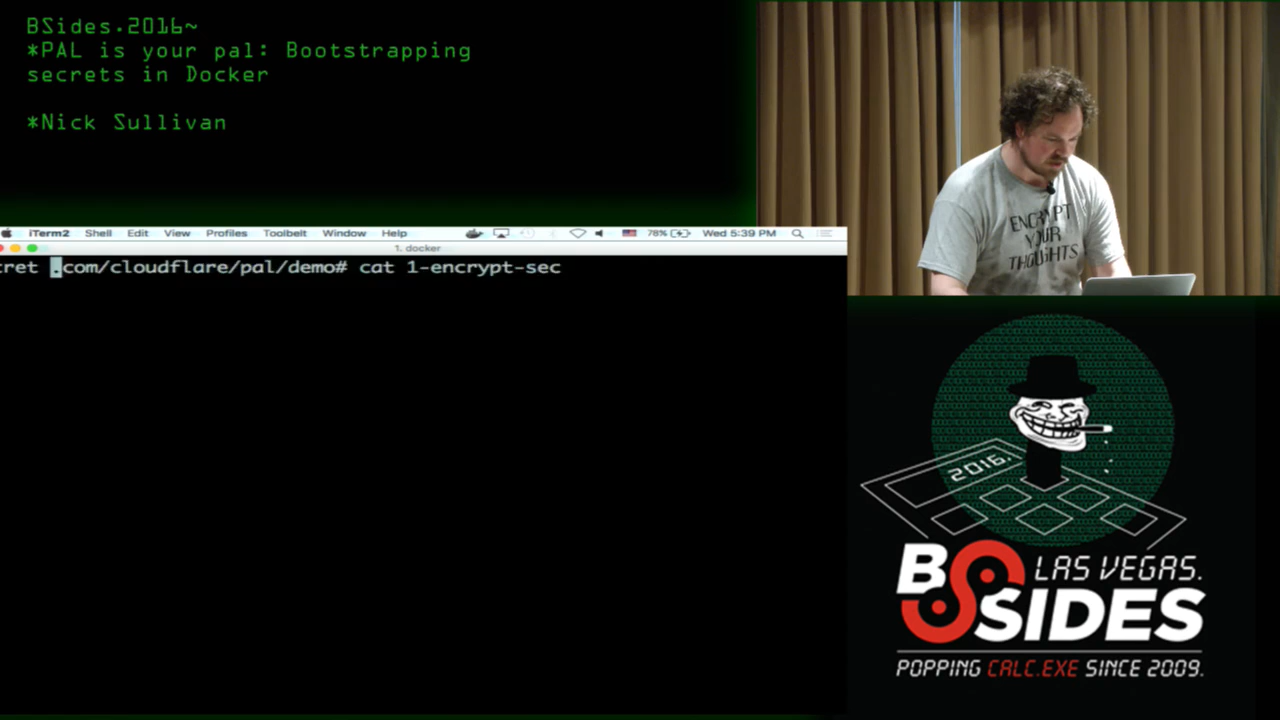 BSides.2016~
*PAL is your pal: Bootstrapping
secrets in Docker
*Nick Sullivan
iTerm2 Shell Edit View Profiles Toolbelt Window Help 78% Wed 5:39 PM
1. docker
cret .com/cloudflare/pal/demo# cat 1-encrypt-sec
ENCRYPT
YOUR
THOUGHTS
2016.
BSIDES
LAS VEGAS.
POPPING CALC.EXE SINCE 2009.